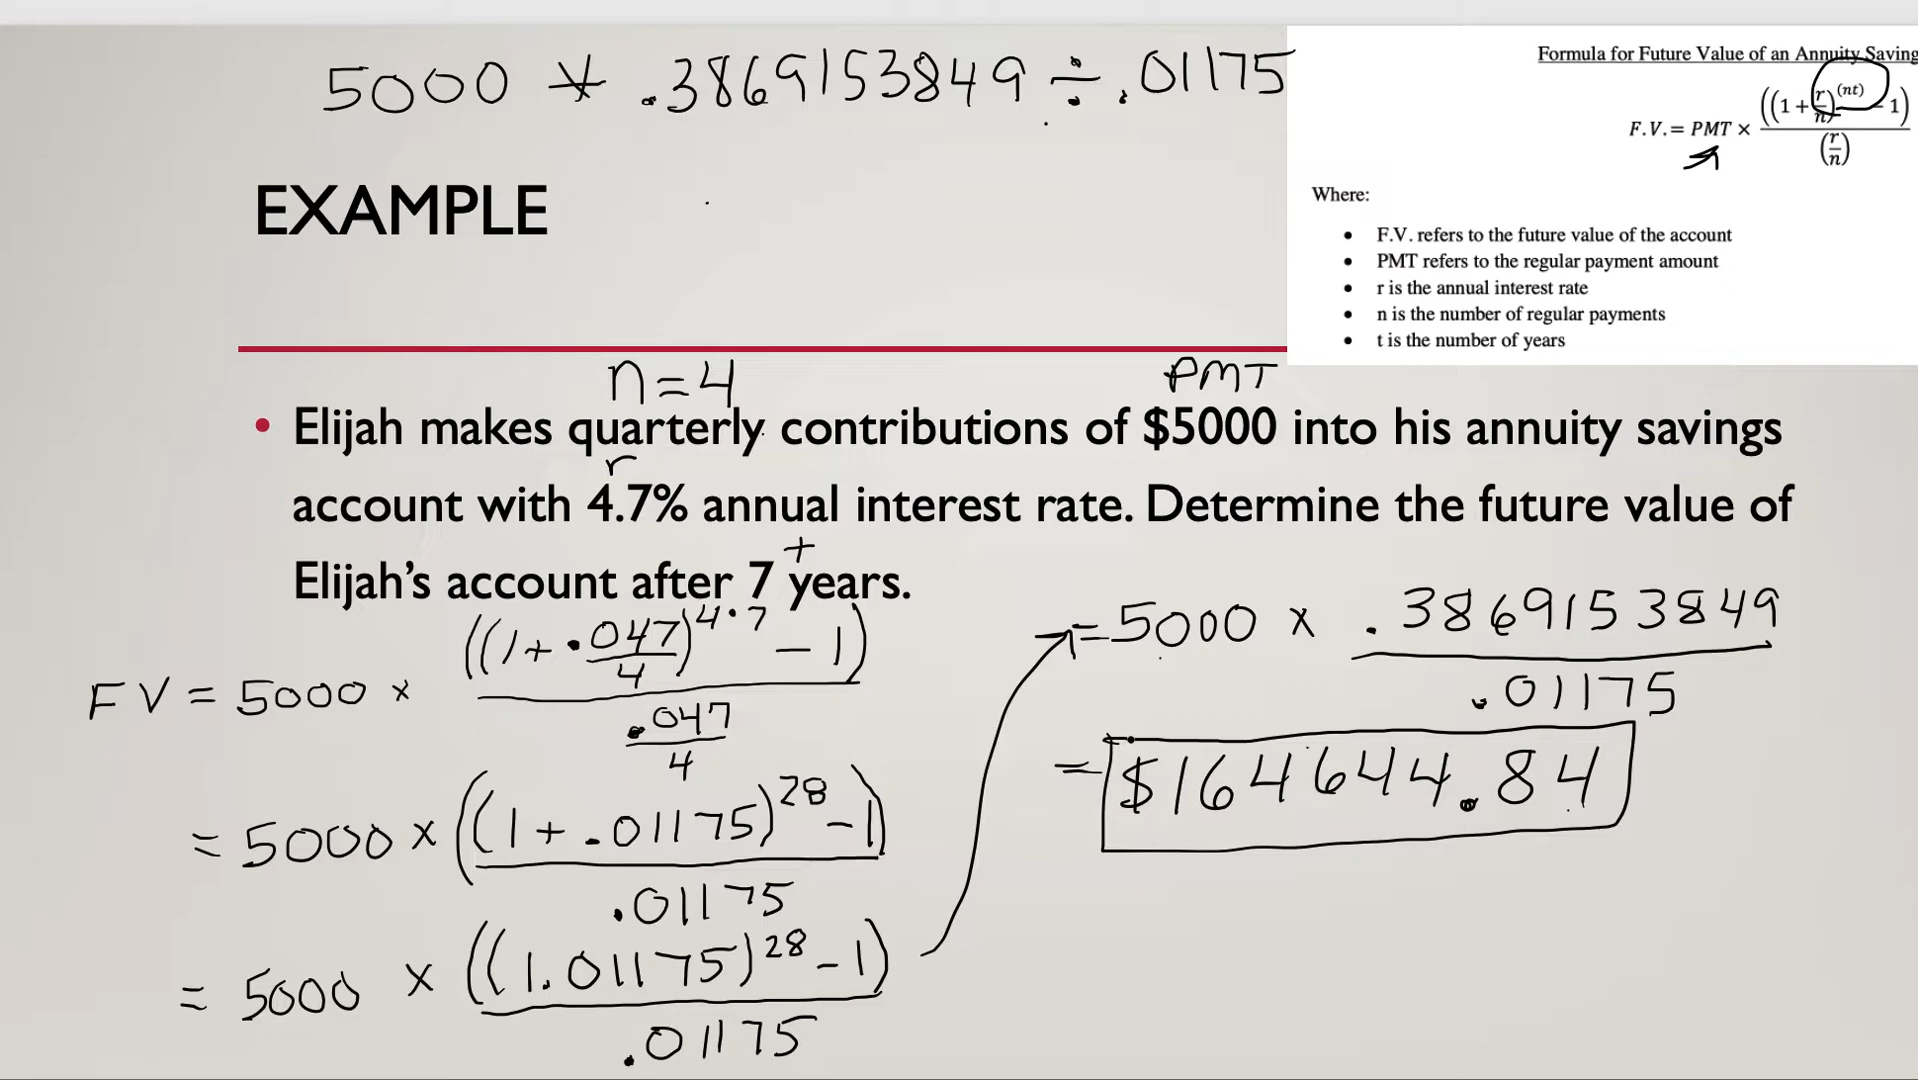 5000 * .3869153849 ÷ .01175
Formula for Future Value of an Annuity Saving
F.V. = PMT × ((1 + r/n)^(nt) - 1) / (r/n)
Where:
• F.V. refers to the future value of the account
• PMT refers to the regular payment amount
• r is the annual interest rate
• n is the number of regular payments
• t is the number of years
EXAMPLE
n=4 PMT
• Elijah makes quarterly contributions of $5000 into his annuity savings
r
account with 4.7% annual interest rate. Determine the future value of
t
Elijah's account after 7 years.
FV = 5000 × ((1 + .047/4)^4·7 - 1) / (.047/4)
= 5000 × ((1 + .01175)^28 - 1) / .01175
= 5000 × ((1.01175)^28 - 1) / .01175
= 5000 × .3869153849 / .01175
= $164644.84